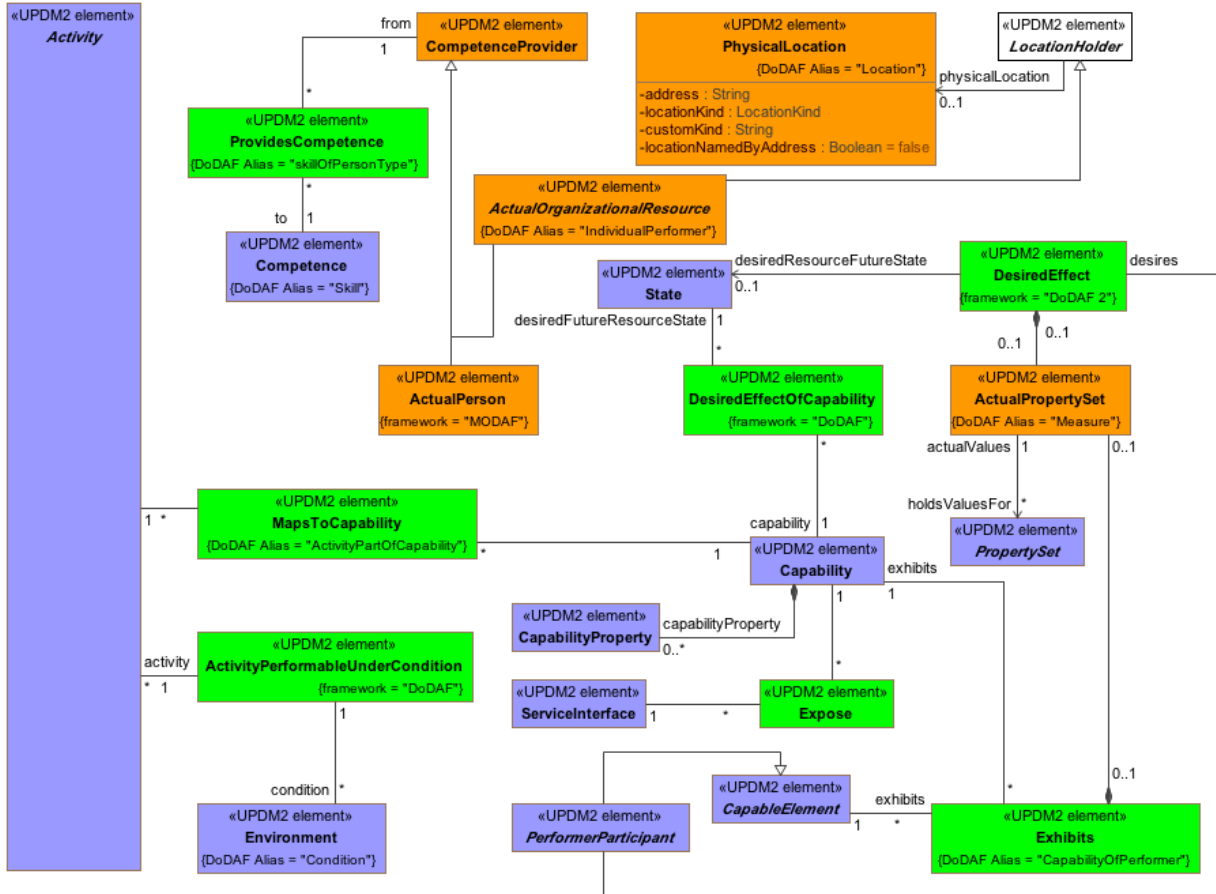 «UPDM2 element»
Activity
from
1
*
«UPDM2 element»
CompetenceProvider
«UPDM2 element»
PhysicalLocation
{DoDAF Alias = "Location"}
-address : String
-locationKind : LocationKind
-customKind : String
-locationNamedByAddress : Boolean = false
«UPDM2 element»
LocationHolder
physicalLocation
0..1
«UPDM2 element»
ProvidesCompetence
{DoDAF Alias = "skillOfPersonType"}
*
to
1
«UPDM2 element»
Competence
{DoDAF Alias = "Skill"}
«UPDM2 element»
ActualOrganizationalResource
{DoDAF Alias = "IndividualPerformer"}
«UPDM2 element»
State
desiredResourceFutureState
0..1
«UPDM2 element»
DesiredEffect
{framework = "DoDAF 2"}
desires
desiredFutureResourceState
1
*
0..1
0..1
«UPDM2 element»
ActualPerson
{framework = "MODAF"}
«UPDM2 element»
DesiredEffectOfCapability
{framework = "DoDAF"}
«UPDM2 element»
ActualPropertySet
{DoDAF Alias = "Measure"}
*
actualValues
1
0..1
holdsValuesFor
*
«UPDM2 element»
PropertySet
1
*
«UPDM2 element»
MapsToCapability
{DoDAF Alias = "ActivityPartOfCapability"}
*
1
capability
1
«UPDM2 element»
Capability
exhibits
1
1
«UPDM2 element»
CapabilityProperty
capabilityProperty
0..*
*
activity
*
1
«UPDM2 element»
ActivityPerformableUnderCondition
{framework = "DoDAF"}
1
condition
*
«UPDM2 element»
Environment
{DoDAF Alias = "Condition"}
«UPDM2 element»
ServiceInterface
1
*
«UPDM2 element»
Expose
«UPDM2 element»
PerformerParticipant
«UPDM2 element»
CapableElement
exhibits
1
*
*
0..1
«UPDM2 element»
Exhibits
{DoDAF Alias = "CapabilityOfPerformer"}